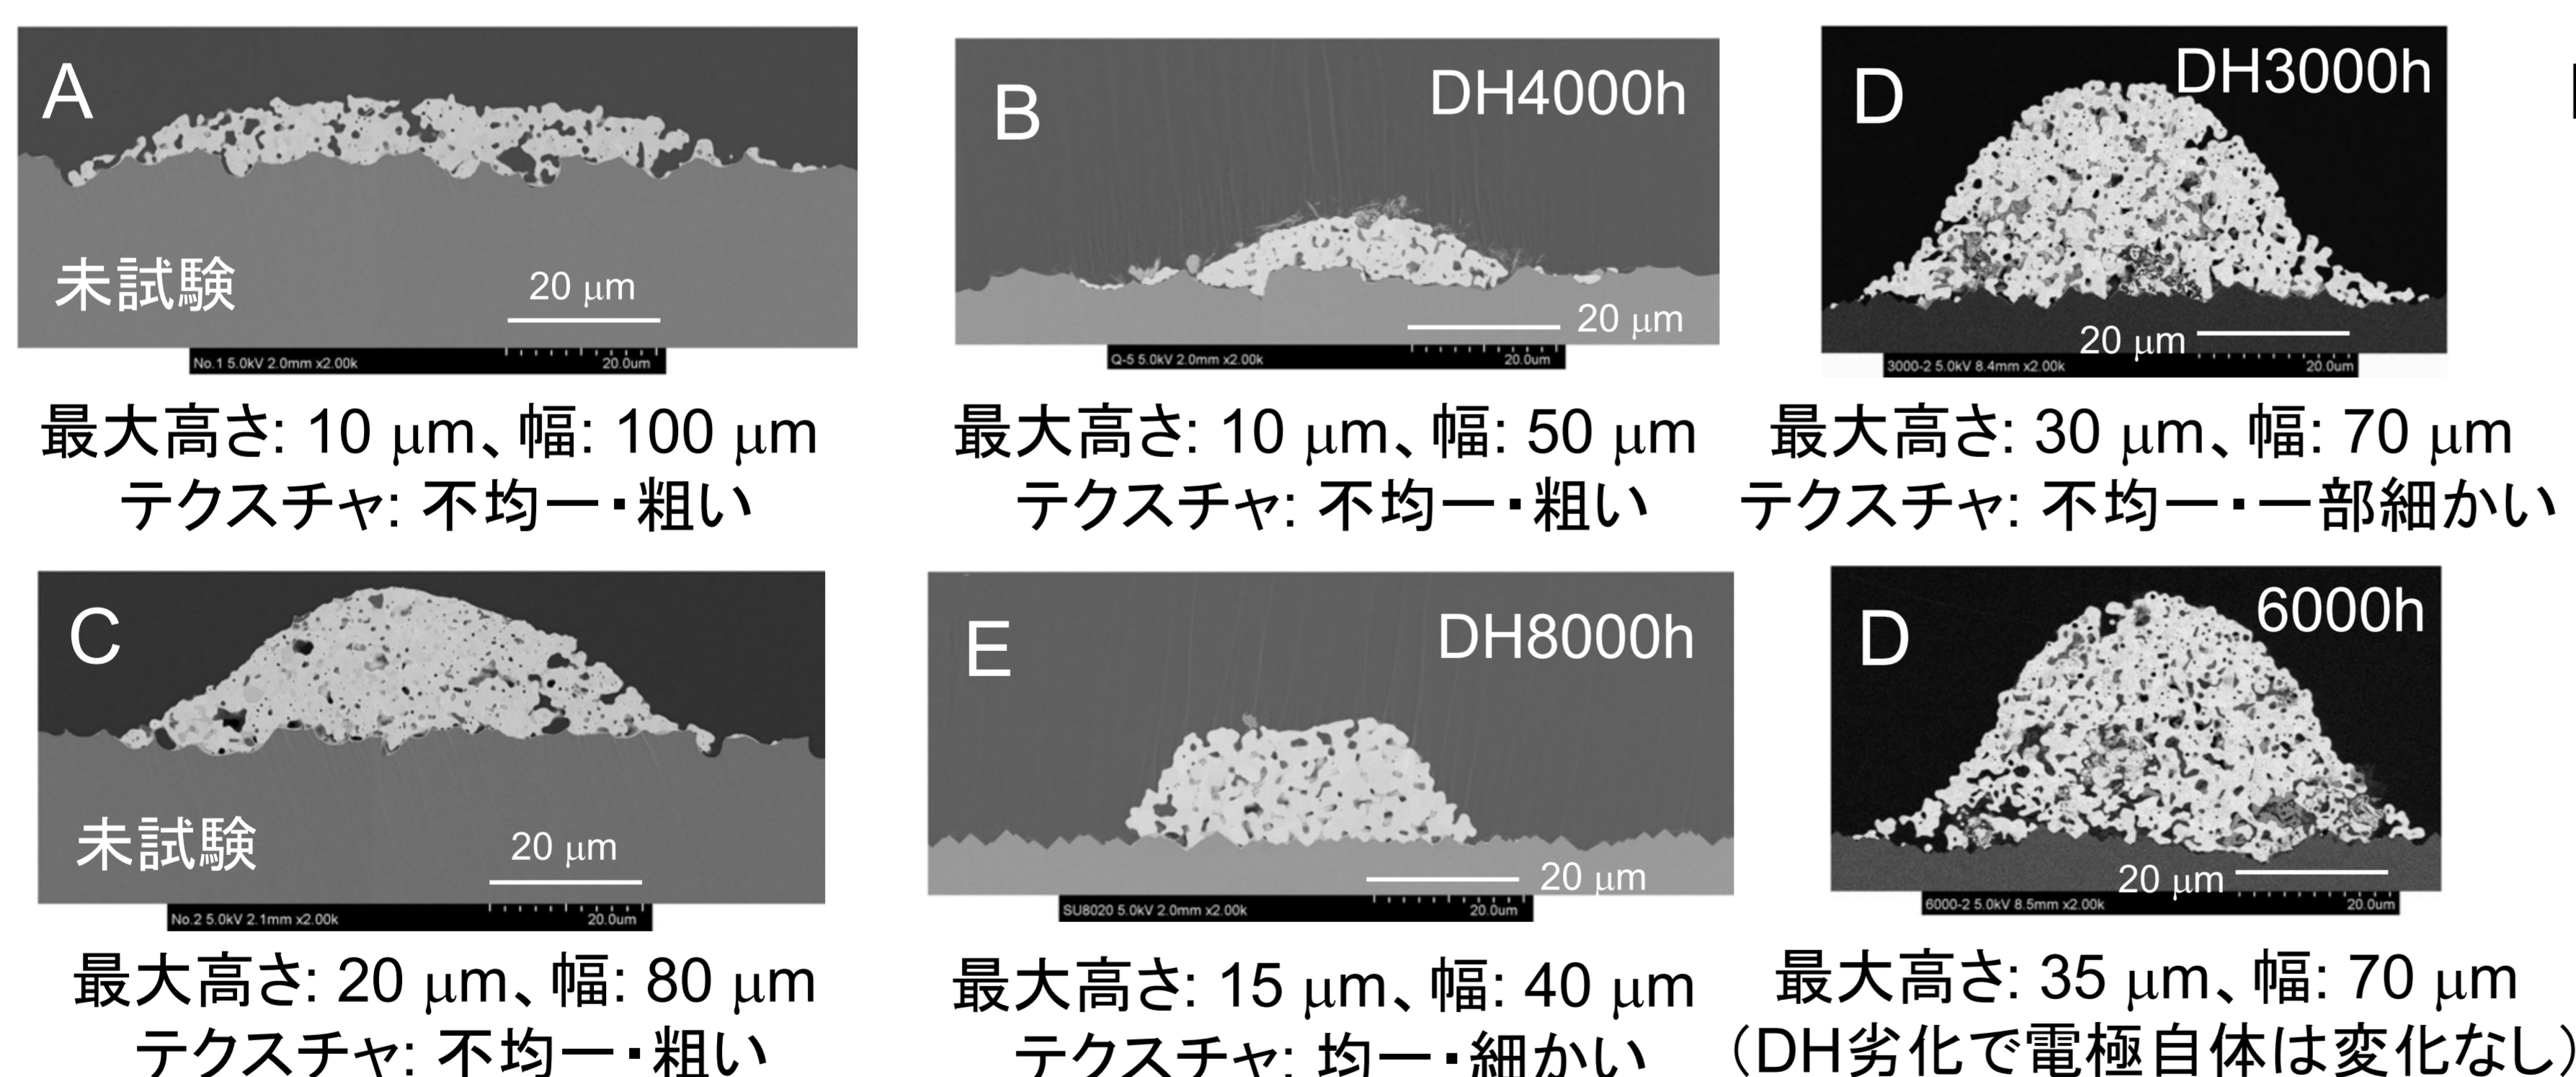 A
未試験
20 μm
No.1 5.0kV 2.0mm x2.00k 20.0um
最大高さ: 10 μm、幅: 100 μm
テクスチャ: 不均一・粗い
B
DH4000h
20 μm
Q-5 5.0kV 2.0mm x2.00k 20.0um
最大高さ: 10 μm、幅: 50 μm
テクスチャ: 不均一・粗い
D
DH3000h
20 μm
3000-2 5.0kV 8.4mm x2.00k 20.0um
最大高さ: 30 μm、幅: 70 μm
テクスチャ: 不均一・一部細かい
C
未試験
20 μm
No.2 5.0kV 2.1mm x2.00k 20.0um
最大高さ: 20 μm、幅: 80 μm
テクスチャ: 不均一・粗い
E
DH8000h
20 μm
SU8020 5.0kV 2.0mm x2.00k 20.0um
最大高さ: 15 μm、幅: 40 μm
テクスチャ: 均一・細かい
D
6000h
20 μm
6000-2 5.0kV 8.5mm x2.00k 20.0um
最大高さ: 35 μm、幅: 70 μm
（DH劣化で電極自体は変化なし）